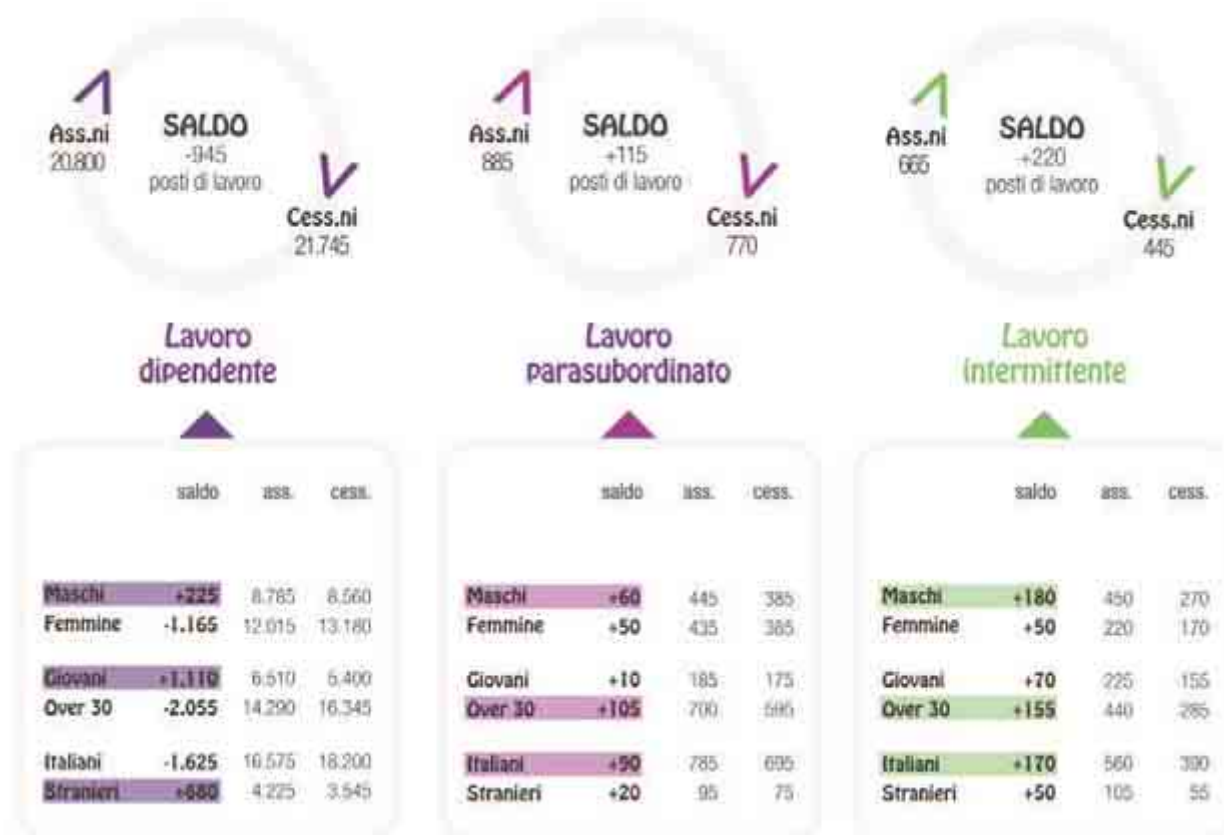 Ass.ni
20.800
SALDO
-945
posti di lavoro
Cess.ni
21.745
Lavoro
dipendente
saldo ass. cess.
Maschi +225 8.785 8.560
Femmine -1.165 12.015 13.180
Giovani +1.110 6.510 5.400
Over 30 -2.055 14.290 16.345
Italiani -1.625 16.575 18.200
Stranieri +680 4.225 3.545
Ass.ni
885
SALDO
+115
posti di lavoro
Cess.ni
770
Lavoro
parasubordinato
saldo ass. cess.
Maschi +60 445 385
Femmine +50 435 385
Giovani +10 185 175
Over 30 +105 700 595
Italiani +90 785 695
Stranieri +20 95 75
Ass.ni
665
SALDO
+220
posti di lavoro
Cess.ni
445
Lavoro
intermittente
saldo ass. cess.
Maschi +180 450 270
Femmine +50 220 170
Giovani +70 225 155
Over 30 +155 440 285
Italiani +170 560 390
Stranieri +50 105 55